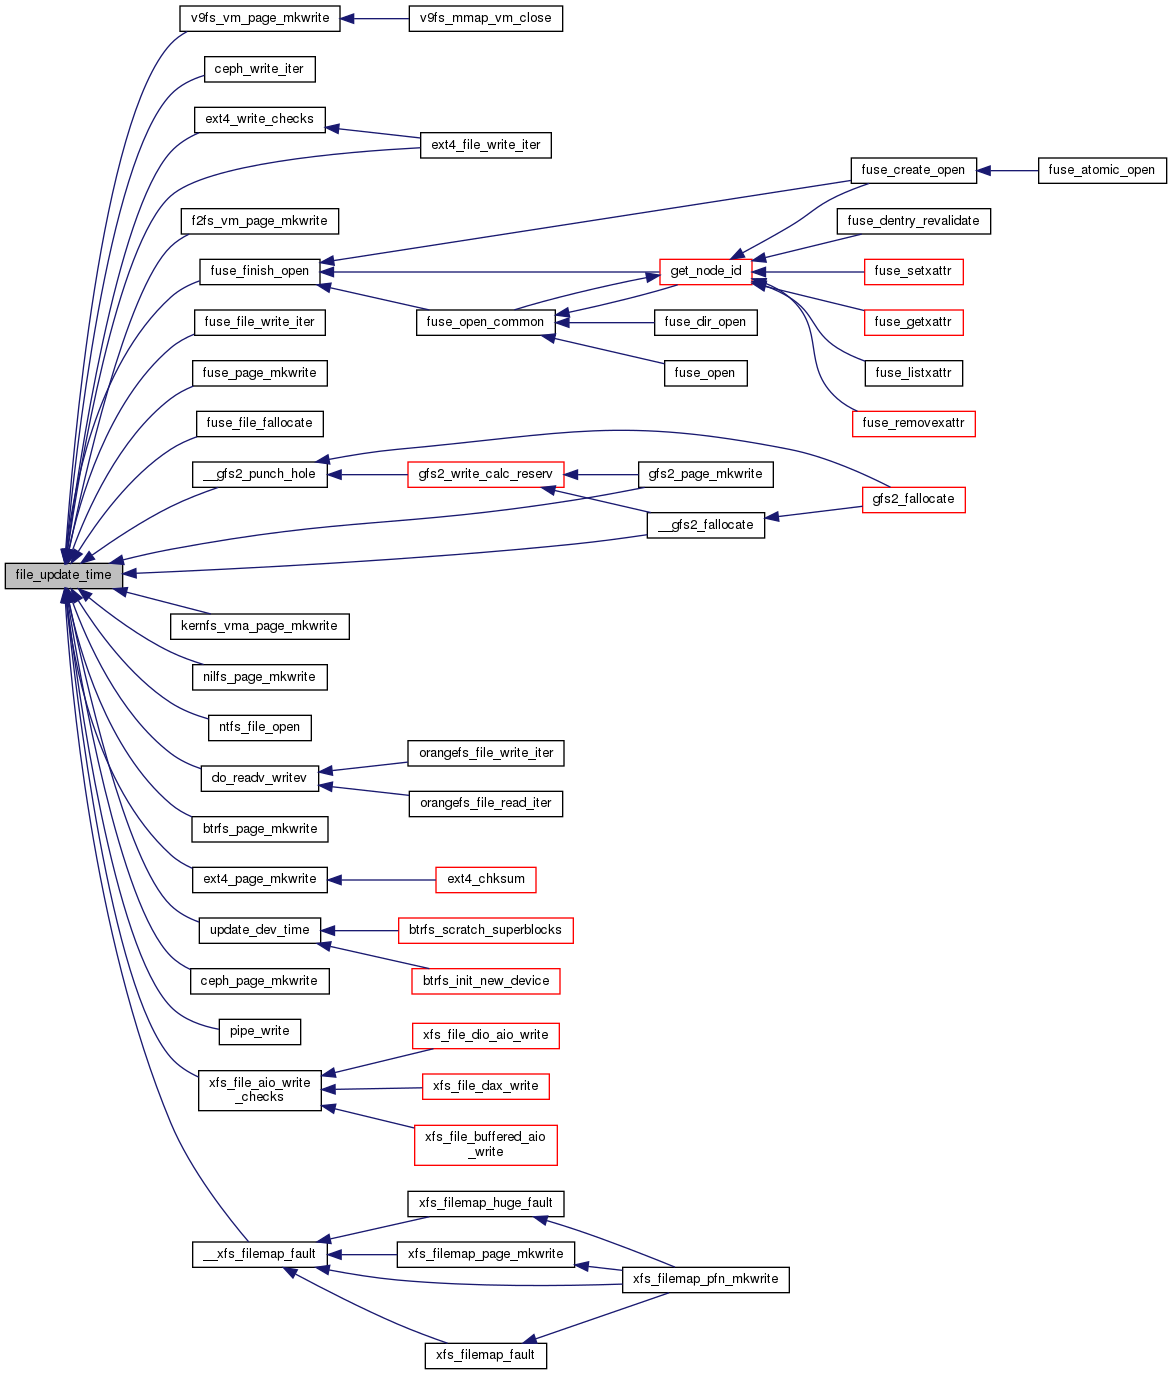 v9fs_vm_page_mkwrite
v9fs_mmap_vm_close
ceph_write_iter
ext4_write_checks
ext4_file_write_iter
fuse_create_open
fuse_atomic_open
f2fs_vm_page_mkwrite
fuse_dentry_revalidate
fuse_finish_open
get_node_id
fuse_setxattr
fuse_file_write_iter
fuse_open_common
fuse_dir_open
fuse_getxattr
fuse_page_mkwrite
fuse_open
fuse_listxattr
fuse_file_fallocate
fuse_removexattr
__gfs2_punch_hole
gfs2_write_calc_reserv
gfs2_page_mkwrite
gfs2_fallocate
__gfs2_fallocate
file_update_time
kernfs_vma_page_mkwrite
nilfs_page_mkwrite
ntfs_file_open
do_readv_writev
orangefs_file_write_iter
orangefs_file_read_iter
btrfs_page_mkwrite
ext4_page_mkwrite
ext4_chksum
update_dev_time
btrfs_scratch_superblocks
ceph_page_mkwrite
btrfs_init_new_device
pipe_write
xfs_file_dio_aio_write
xfs_file_aio_write
_checks
xfs_file_dax_write
xfs_file_buffered_aio
_write
xfs_filemap_huge_fault
__xfs_filemap_fault
xfs_filemap_page_mkwrite
xfs_filemap_pfn_mkwrite
xfs_filemap_fault